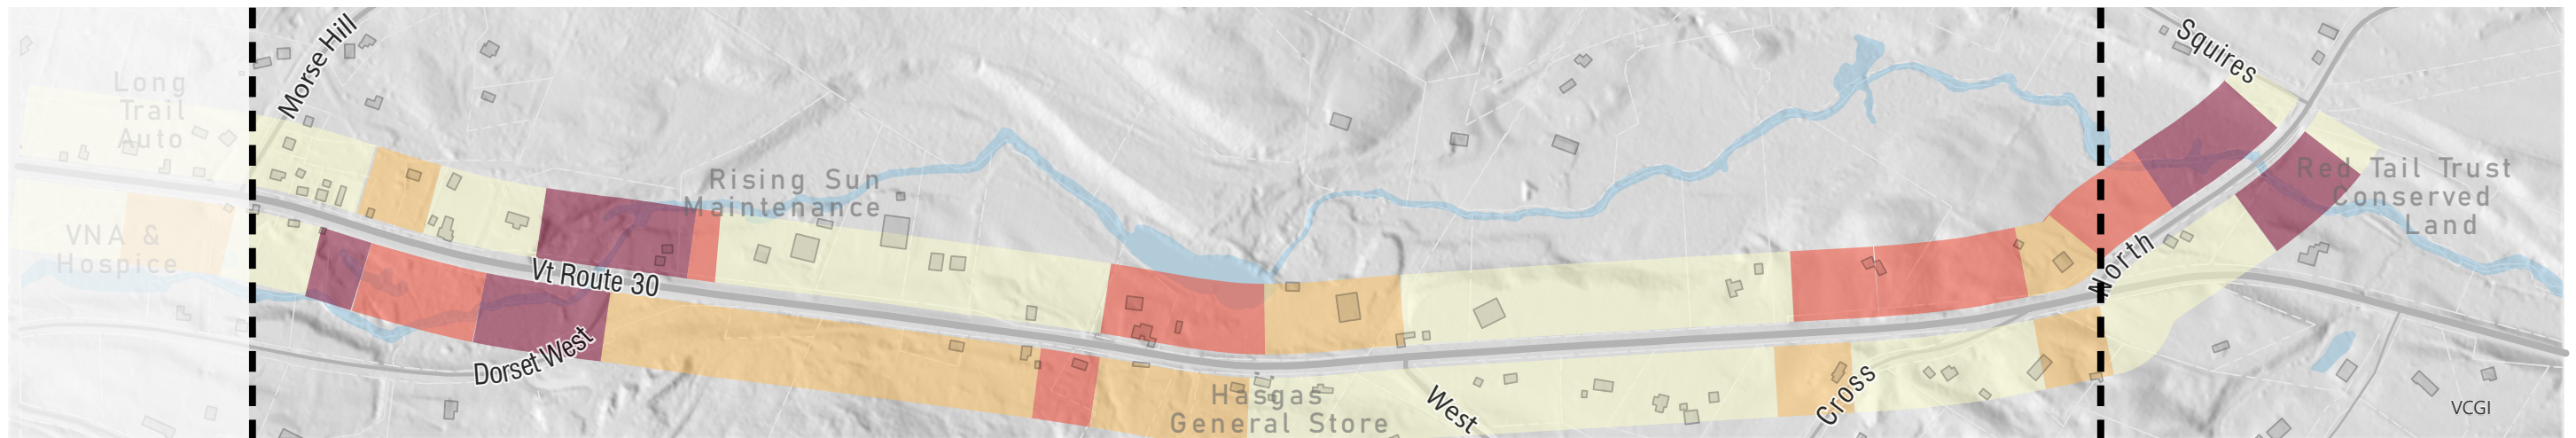 Long
Trail
Auto
Morse Hill
VNA &
Hospice
Rising Sun
Maintenance
Vt Route 30
Dorset West
Hasgas
General Store
West
Cross
North
Squires
Red Tail Trust
Conserved
Land
VCGI